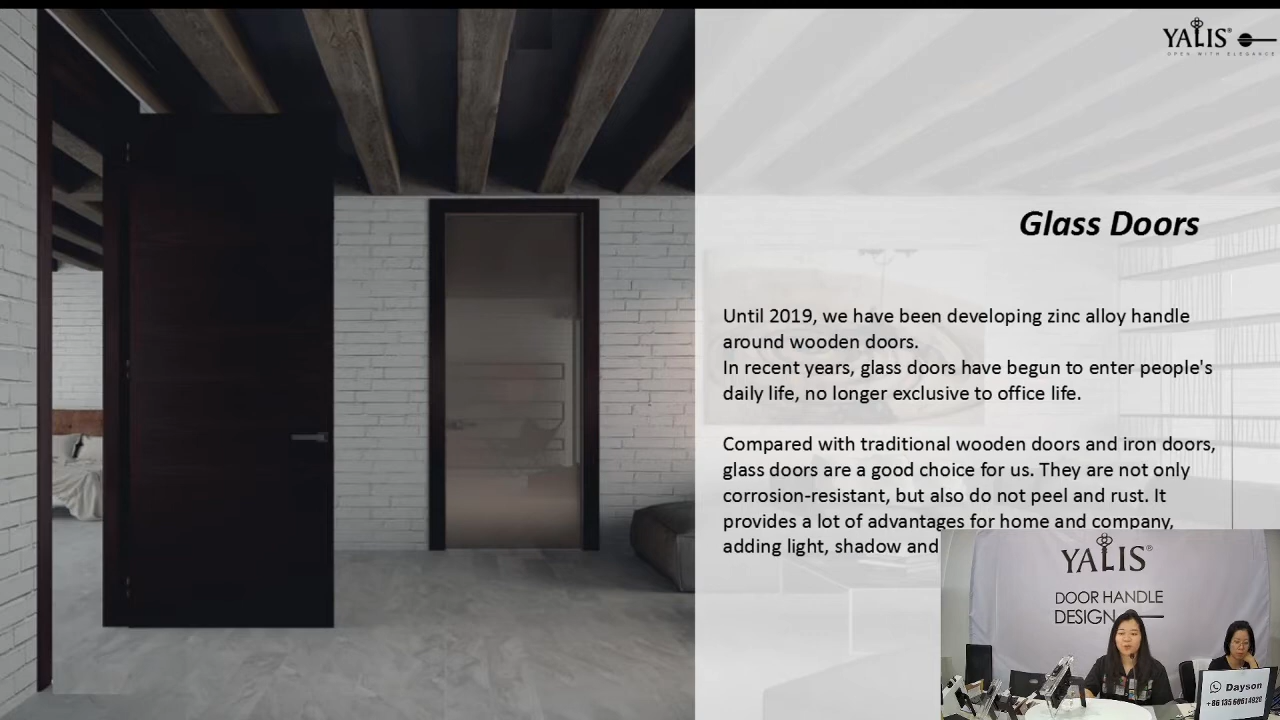 YALIS®
OPEN WITH ELEGANCE
Glass Doors
Until 2019, we have been developing zinc alloy handle
around wooden doors.
In recent years, glass doors have begun to enter people's
daily life, no longer exclusive to office life.
Compared with traditional wooden doors and iron doors,
glass doors are a good choice for us. They are not only
corrosion-resistant, but also do not peel and rust. It
provides a lot of advantages for home and company,
adding light, shadow and
YALIS®
DOOR HANDLE
DESIGN
Dayson